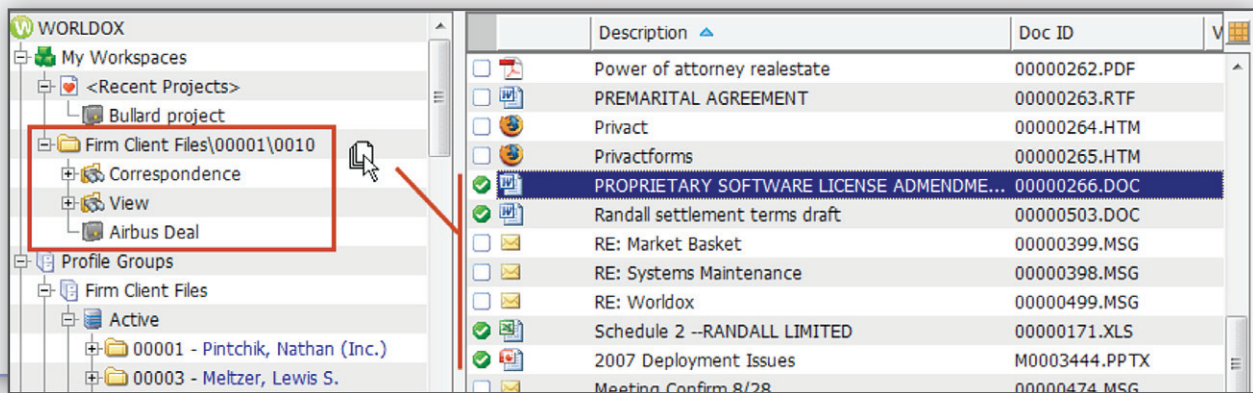 WORLDOX
My Workspaces
<Recent Projects>
Bullard project
Firm Client Files\00001\0010
Correspondence
View
Airbus Deal
Profile Groups
Firm Client Files
Active
00001 - Pintchik, Nathan (Inc.)
00003 - Meltzer, Lewis S.
Description Doc ID V
Power of attorney realestate 00000262.PDF
PREMARITAL AGREEMENT 00000263.RTF
Privact 00000264.HTM
Privactforms 00000265.HTM
PROPRIETARY SOFTWARE LICENSE ADMENDME... 00000266.DOC
Randall settlement terms draft 00000503.DOC
RE: Market Basket 00000399.MSG
RE: Systems Maintenance 00000398.MSG
RE: Worldox 00000499.MSG
Schedule 2 --RANDALL LIMITED 00000171.XLS
2007 Deployment Issues M0003444.PPTX
Meeting Confirm 8/28 00000474.MSG